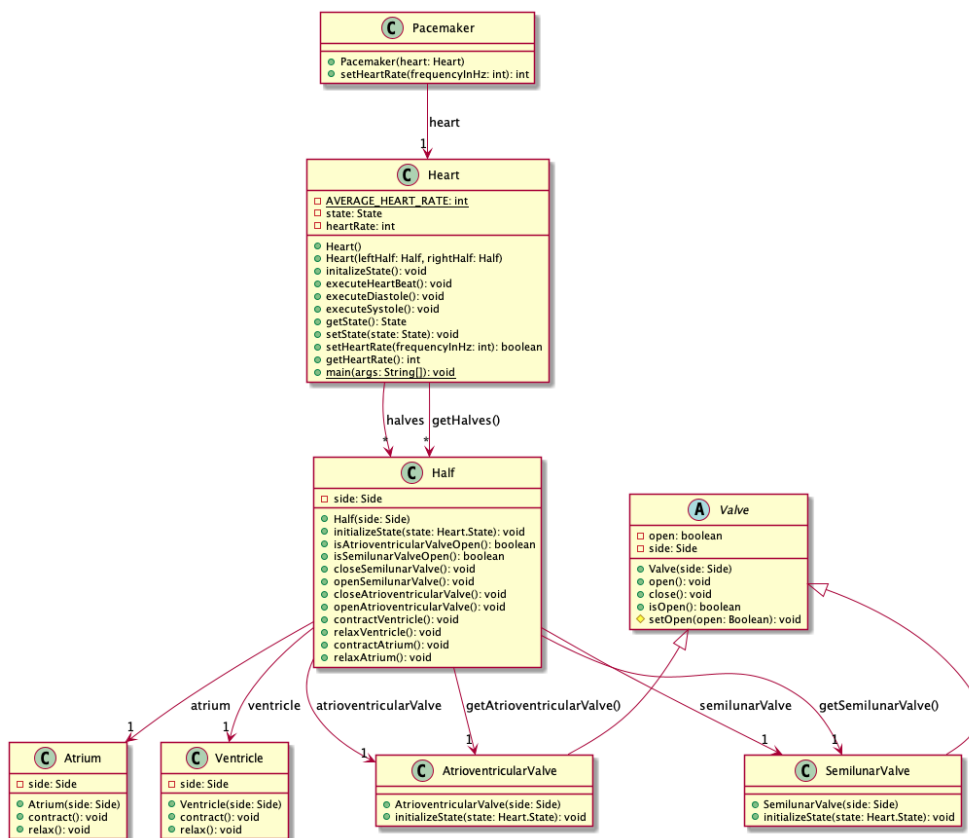 C Pacemaker
Pacemaker(heart: Heart)
setHeartRate(frequencyInHz: int): int
heart
1
C Heart
AVERAGE_HEART_RATE: int
state: State
heartRate: int
Heart()
Heart(leftHalf: Half, rightHalf: Half)
initalizeState(): void
executeHeartBeat(): void
executeDiastole(): void
executeSystole(): void
getState(): State
setState(state: State): void
setHeartRate(frequencyInHz: int): boolean
getHeartRate(): int
main(args: String[]): void
halves getHalves()
* *
C Half
side: Side
Half(side: Side)
initializeState(state: Heart.State): void
isAtrioventricularValveOpen(): boolean
isSemilunarValveOpen(): boolean
closeSemilunarValve(): void
openSemilunarValve(): void
closeAtrioventricularValve(): void
openAtrioventricularValve(): void
contractVentricle(): void
relaxVentricle(): void
contractAtrium(): void
relaxAtrium(): void
A Valve
open: boolean
side: Side
Valve(side: Side)
open(): void
close(): void
isOpen(): boolean
setOpen(open: Boolean): void
atrium ventricle atrioventricularValve getAtrioventricularValve() semilunarValve getSemilunarValve()
1 1 1 1 1 1
C Atrium
side: Side
Atrium(side: Side)
contract(): void
relax(): void
C Ventricle
side: Side
Ventricle(side: Side)
contract(): void
relax(): void
C AtrioventricularValve
AtrioventricularValve(side: Side)
initializeState(state: Heart.State): void
C SemilunarValve
SemilunarValve(side: Side)
initializeState(state: Heart.State): void